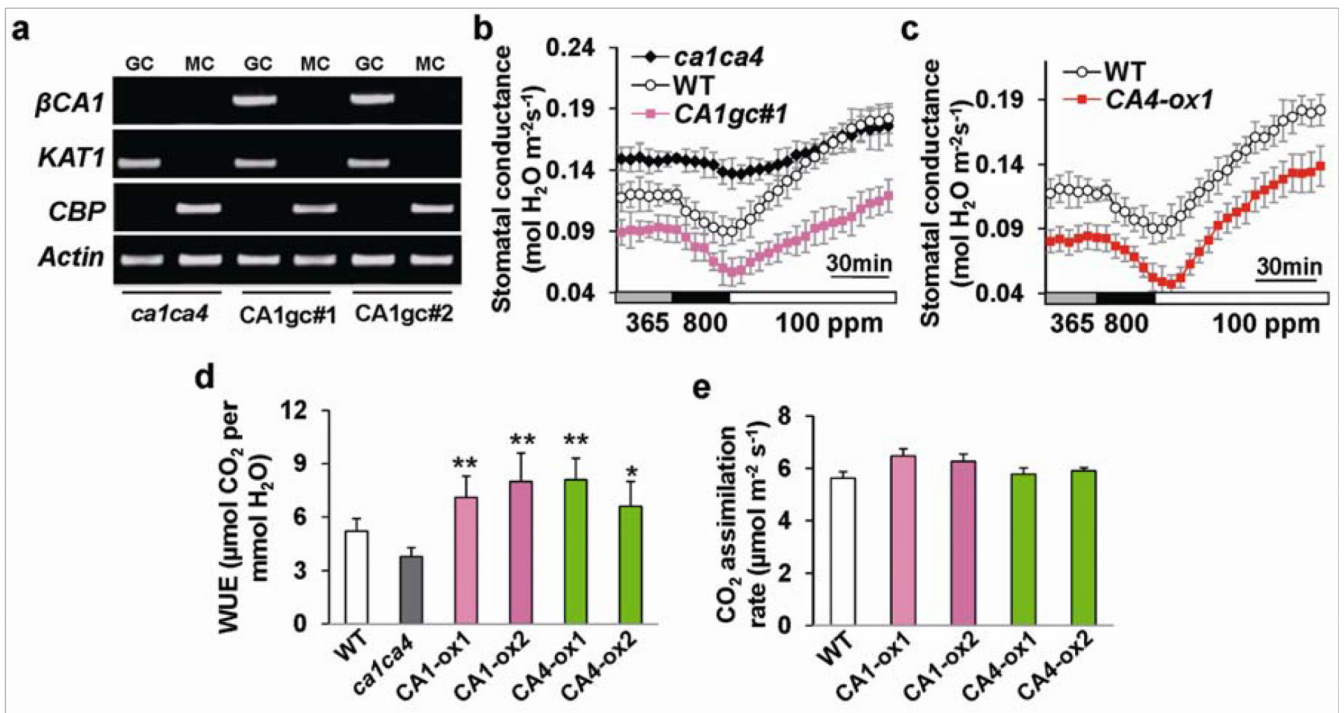 a
GC MC GC MC GC MC
βCA1
KAT1
CBP
Actin
ca1ca4 CA1gc#1 CA1gc#2
b
Stomatal conductance
(mol H2O m-2s-1)
0.24
0.19
0.14
0.09
0.04
ca1ca4
WT
CA1gc#1
30min
365 800 100 ppm
c
Stomatal conductance
(mol H2O m-2s-1)
0.19
0.14
0.09
0.04
WT
CA4-ox1
30min
365 800 100 ppm
d
WUE (µmol CO2 per
mmol H2O)
12
9
6
3
0
** ** ** *
WT ca1ca4 CA1-ox1 CA1-ox2 CA4-ox1 CA4-ox2
e
CO2 assimilation
rate (µmol m-2 s-1)
8
6
4
2
0
WT CA1-ox1 CA1-ox2 CA4-ox1 CA4-ox2